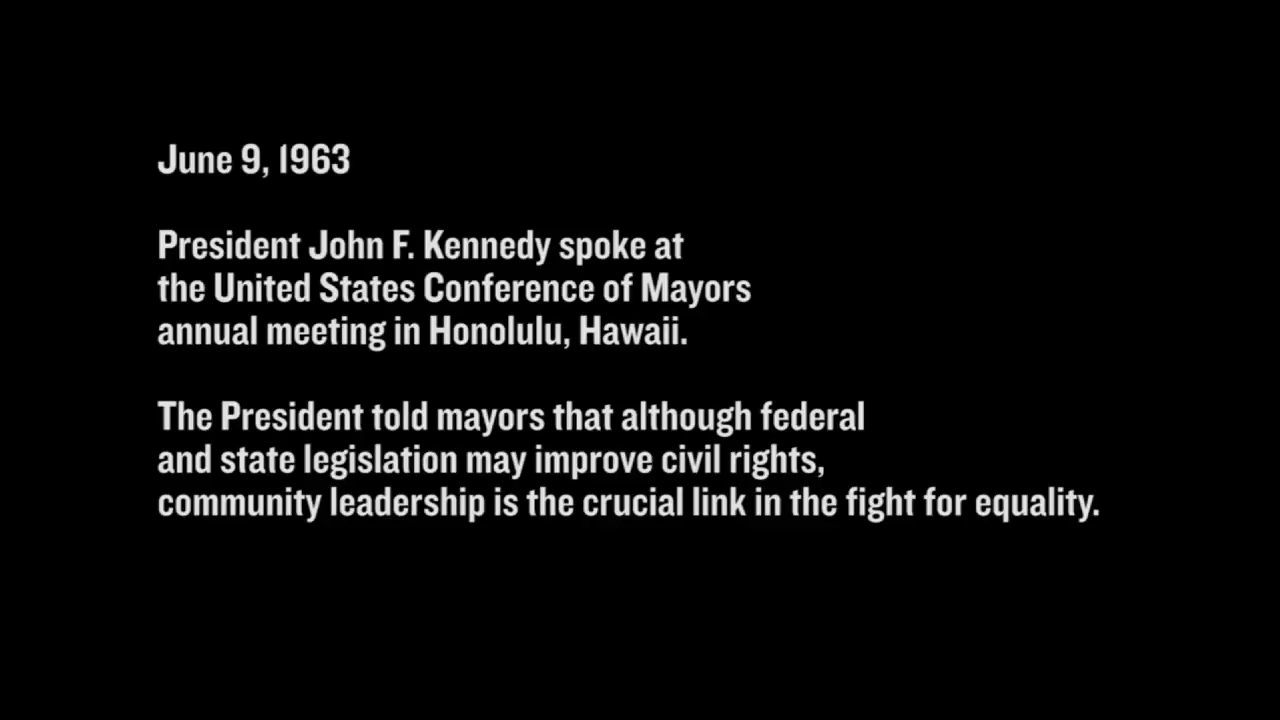 June 9, 1963
President John F. Kennedy spoke at
the United States Conference of Mayors
annual meeting in Honolulu, Hawaii.
The President told mayors that although federal
and state legislation may improve civil rights,
community leadership is the crucial link in the fight for equality.